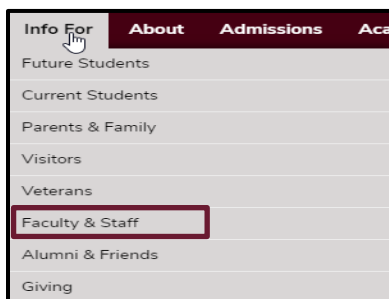 Info For About Admissions Aca
Future Students
Current Students
Parents & Family
Visitors
Veterans
Faculty & Staff
Alumni & Friends
Giving